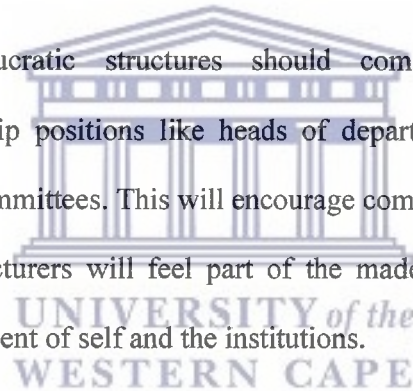 ucratic structures should com
ip positions like heads of depart
mmittees. This will encourage com
cturers will feel part of the made
UNIVERSITY of the
ent of self and the institutions.
WESTERN CAPE